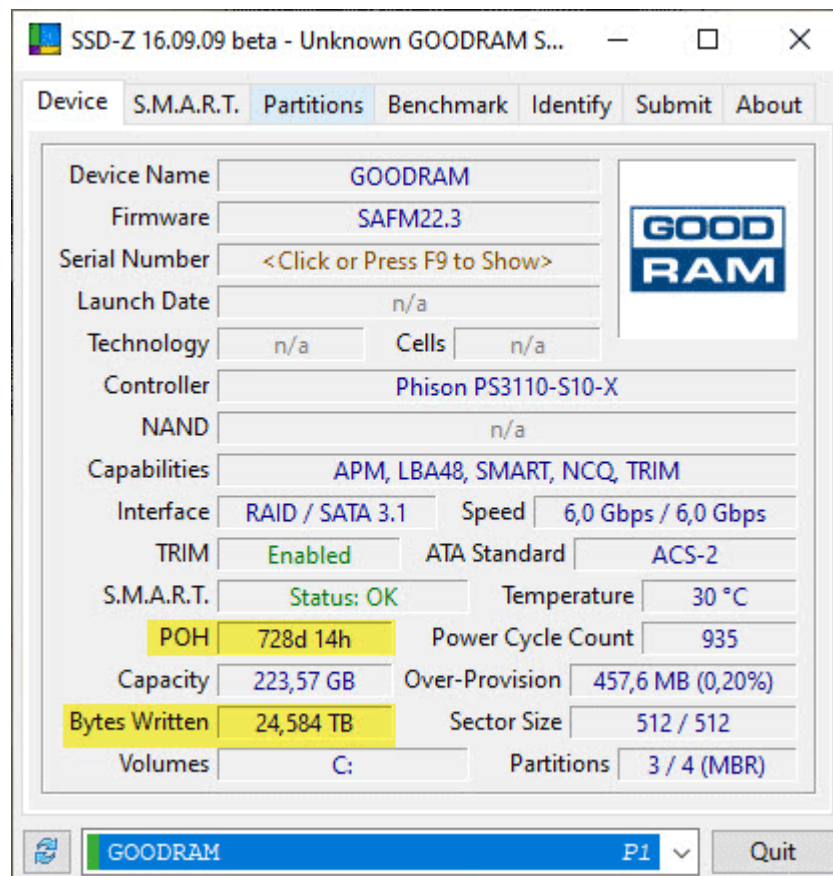 SSD-Z 16.09.09 beta - Unknown GOODRAM S...
Device S.M.A.R.T. Partitions Benchmark Identify Submit About
Device Name GOODRAM
GOOD
RAM
Firmware SAFM22.3
Serial Number <Click or Press F9 to Show>
Launch Date n/a
Technology n/a Cells n/a
Controller Phison PS3110-S10-X
NAND n/a
Capabilities APM, LBA48, SMART, NCQ, TRIM
Interface RAID / SATA 3.1 Speed 6,0 Gbps / 6,0 Gbps
TRIM Enabled ATA Standard ACS-2
S.M.A.R.T. Status: OK Temperature 30 °C
POH 728d 14h Power Cycle Count 935
Capacity 223,57 GB Over-Provision 457,6 MB (0,20%)
Bytes Written 24,584 TB Sector Size 512 / 512
Volumes C: Partitions 3 / 4 (MBR)
GOODRAM P1 Quit